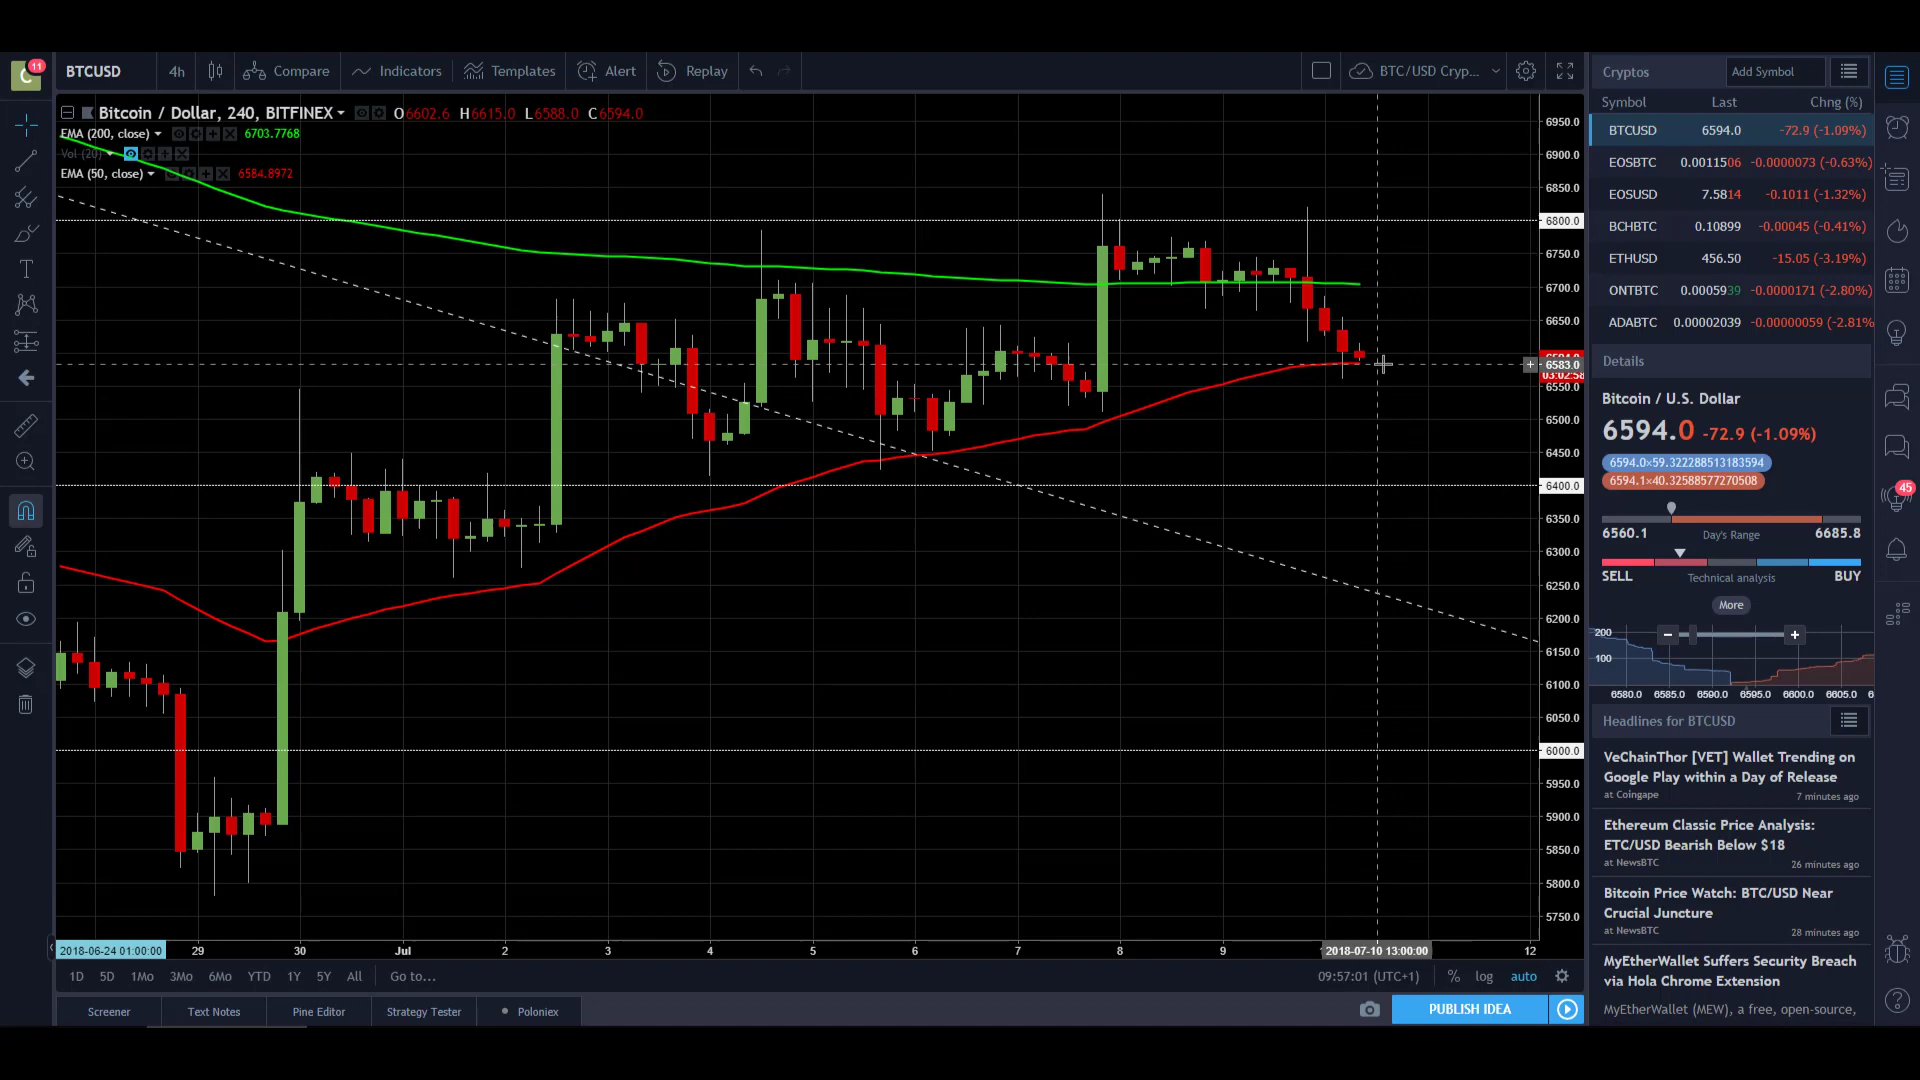 C 11
BTCUSD 4h Compare Indicators Templates Alert Replay BTC/USD Cryp...
Bitcoin / Dollar, 240, BITFINEX O6602.6 H6615.0 L6588.0 C6594.0
EMA (200, close) 6703.7768
Vol (20)
EMA (50, close) 6584.8972
6950.0
6900.0
6850.0
6800.0
6750.0
6700.0
6650.0
6600.0
6583.0
03:02:58
6550.0
6500.0
6450.0
6400.0
6350.0
6300.0
6250.0
6200.0
6150.0
6100.0
6050.0
6000.0
5950.0
5900.0
5850.0
5800.0
5750.0
2018-06-24 01:00:00 29 30 Jul 2 3 4 5 6 7 8 9 2018-07-10 13:00:00 12
1D 5D 1Mo 3Mo 6Mo YTD 1Y 5Y All Go to... 09:57:01 (UTC+1) % log auto
Screener Text Notes Pine Editor Strategy Tester Poloniex PUBLISH IDEA
Cryptos Add Symbol
Symbol Last Chng (%)
BTCUSD 6594.0 -72.9 (-1.09%)
EOSBTC 0.0011506 -0.0000073 (-0.63%)
EOSUSD 7.5814 -0.1011 (-1.32%)
BCHBTC 0.10899 -0.00045 (-0.41%)
ETHUSD 456.50 -15.05 (-3.19%)
ONTBTC 0.0005939 -0.0000171 (-2.80%)
ADABTC 0.00002039 -0.00000059 (-2.81%
Details
Bitcoin / U.S. Dollar
6594.0 -72.9 (-1.09%)
6594.0×59.322288513183594
6594.1×40.32588577270508
6560.1 Day's Range 6685.8
SELL Technical analysis BUY
More
200
100
6580.0 6585.0 6590.0 6595.0 6600.0 6605.0 6
Headlines for BTCUSD
VeChainThor [VET] Wallet Trending on
Google Play within a Day of Release
at Coingape 7 minutes ago
Ethereum Classic Price Analysis:
ETC/USD Bearish Below $18
at NewsBTC 26 minutes ago
Bitcoin Price Watch: BTC/USD Near
Crucial Juncture
at NewsBTC 28 minutes ago
MyEtherWallet Suffers Security Breach
via Hola Chrome Extension
MyEtherWallet (MEW), a free, open-source,
45